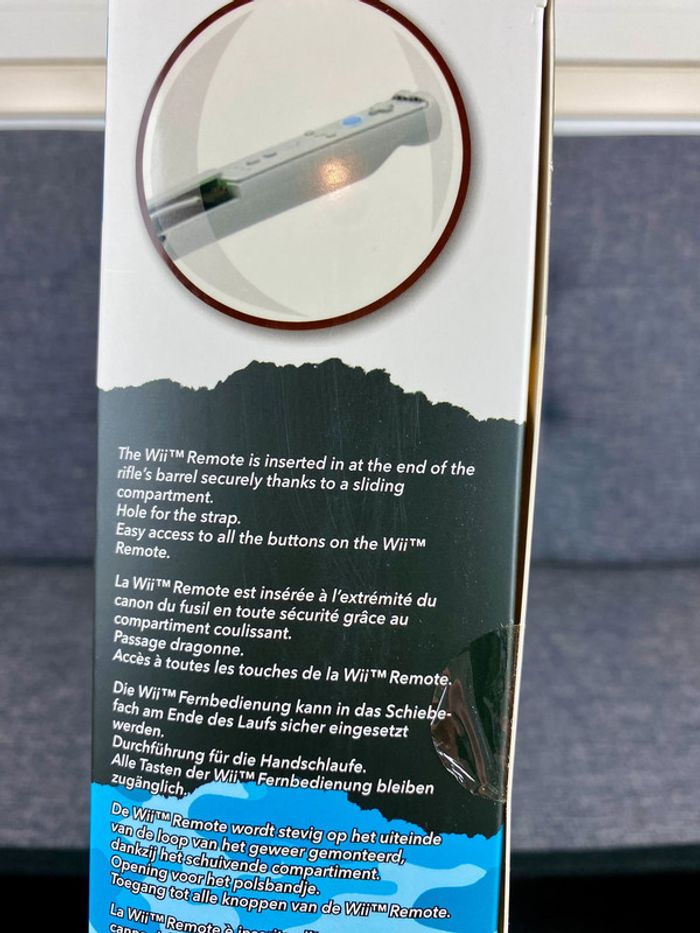 The Wii™ Remote is inserted in at the end of the
rifle's barrel securely thanks to a sliding
compartment.
Hole for the strap.
Easy access to all the buttons on the Wii™
Remote.
La Wii™ Remote est insérée à l'extrémité du
canon du fusil en toute sécurité grâce au
compartiment coulissant.
Passage dragonne.
Accès à toutes les touches de la Wii™ Remote.
Die Wii™ Fernbedienung kann in das Schiebe-
fach am Ende des Laufs sicher eingesetzt
werden.
Durchführung für die Handschlaufe.
Alle Tasten der Wii™ Fernbedienung bleiben
zugänglich.
De Wii™ Remote wordt stevig op het uiteinde
van de loop van het geweer gemonteerd,
dankzij het schuivende compartiment.
Opening voor het polsbandje.
Toegang tot alle knoppen van de Wii™ Remote.
La Wii™ Remote è